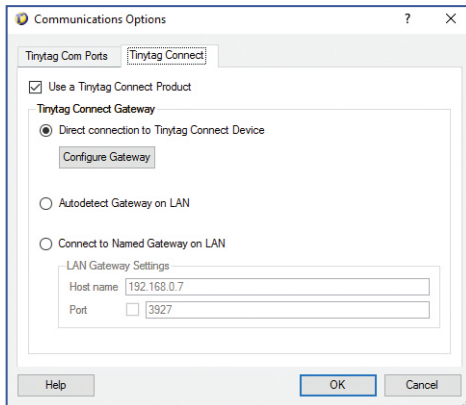 Communications Options
?
Tinytag Com Ports Tinytag Connect
Use a Tinytag Connect Product
Tinytag Connect Gateway
Direct connection to Tinytag Connect Device
Configure Gateway
Autodetect Gateway on LAN
Connect to Named Gateway on LAN
LAN Gateway Settings
Host name 192.168.0.7
Port 3927
Help OK Cancel